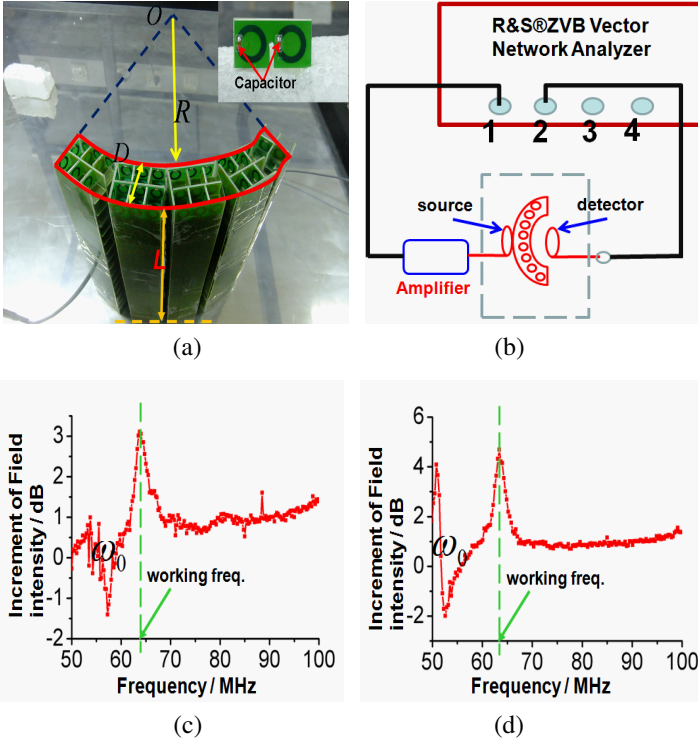 O
R
D
L
Capacitor
(a)
R&S®ZVB Vector
Network Analyzer
1 2 3 4
source
detector
Amplifier
(b)
Increment of Field
intensity / dB
3
2
1
0
-1
-2
ω0
working freq.
50 60 70 80 90 100
Frequency / MHz
(c)
Increment of Field
intensity / dB
6
4
2
0
-2
ω0
working freq.
50 60 70 80 90 100
Frequency / MHz
(d)